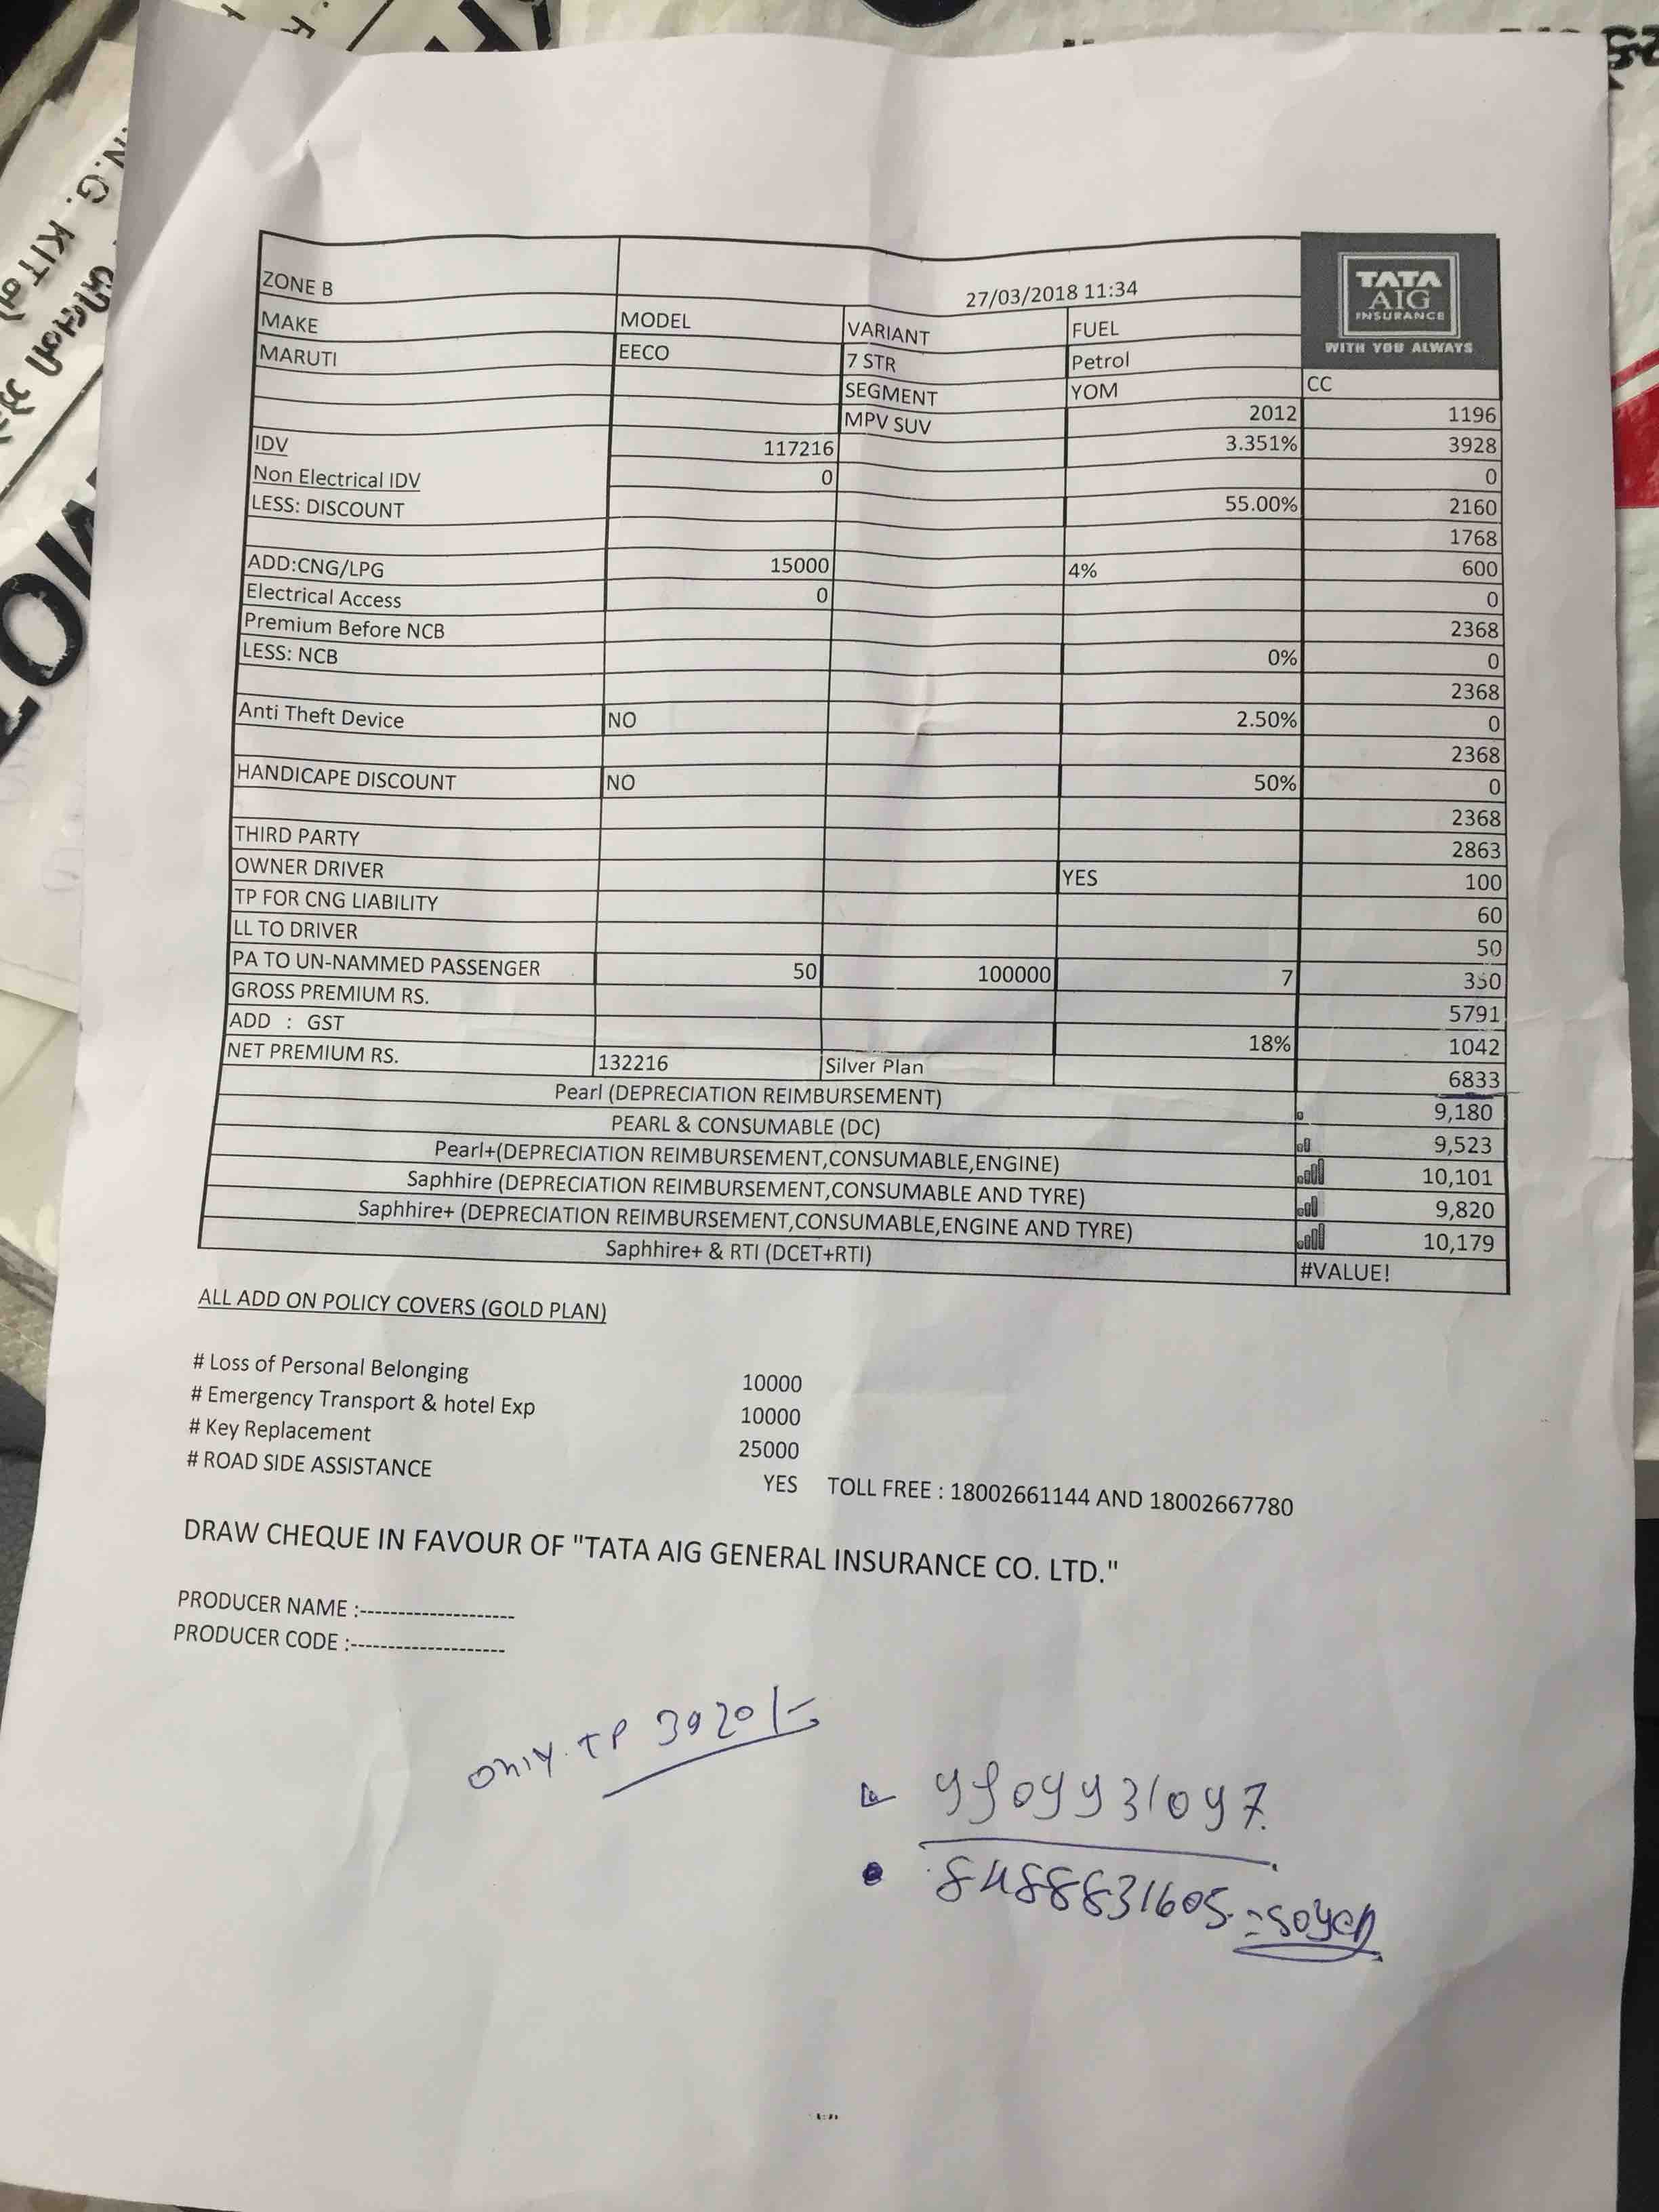 ZONE B 27/03/2018 11:34
TATA
AIG
INSURANCE
WITH YOU ALWAYS
MAKE MODEL VARIANT FUEL
MARUTI EECO 7 STR Petrol
SEGMENT YOM CC
MPV SUV 2012 1196
IDV 117216 3.351% 3928
Non Electrical IDV 0 0
LESS: DISCOUNT 55.00% 2160
1768
ADD:CNG/LPG 15000 4% 600
Electrical Access 0 0
Premium Before NCB 2368
LESS: NCB 0% 0
2368
Anti Theft Device NO 2.50% 0
2368
HANDICAPE DISCOUNT NO 50% 0
2368
THIRD PARTY 2863
OWNER DRIVER YES 100
TP FOR CNG LIABILITY 60
LL TO DRIVER 50
PA TO UN-NAMMED PASSENGER 50 100000 7 350
GROSS PREMIUM RS. 5791
ADD : GST 18% 1042
NET PREMIUM RS. 132216 Silver Plan 6833
Pearl (DEPRECIATION REIMBURSEMENT) 9,180
PEARL & CONSUMABLE (DC) 9,523
Pearl+(DEPRECIATION REIMBURSEMENT,CONSUMABLE,ENGINE) 10,101
Saphhire (DEPRECIATION REIMBURSEMENT,CONSUMABLE AND TYRE) 9,820
Saphhire+ (DEPRECIATION REIMBURSEMENT,CONSUMABLE,ENGINE AND TYRE) 10,179
Saphhire+ & RTI (DCET+RTI) #VALUE!
ALL ADD ON POLICY COVERS (GOLD PLAN)
# Loss of Personal Belonging 10000
# Emergency Transport & hotel Exp 10000
# Key Replacement 25000
# ROAD SIDE ASSISTANCE YES TOLL FREE : 18002661144 AND 18002667780
DRAW CHEQUE IN FAVOUR OF "TATA AIG GENERAL INSURANCE CO. LTD."
PRODUCER NAME :--------------------
PRODUCER CODE :--------------------
only TP 3920/-
8488831605